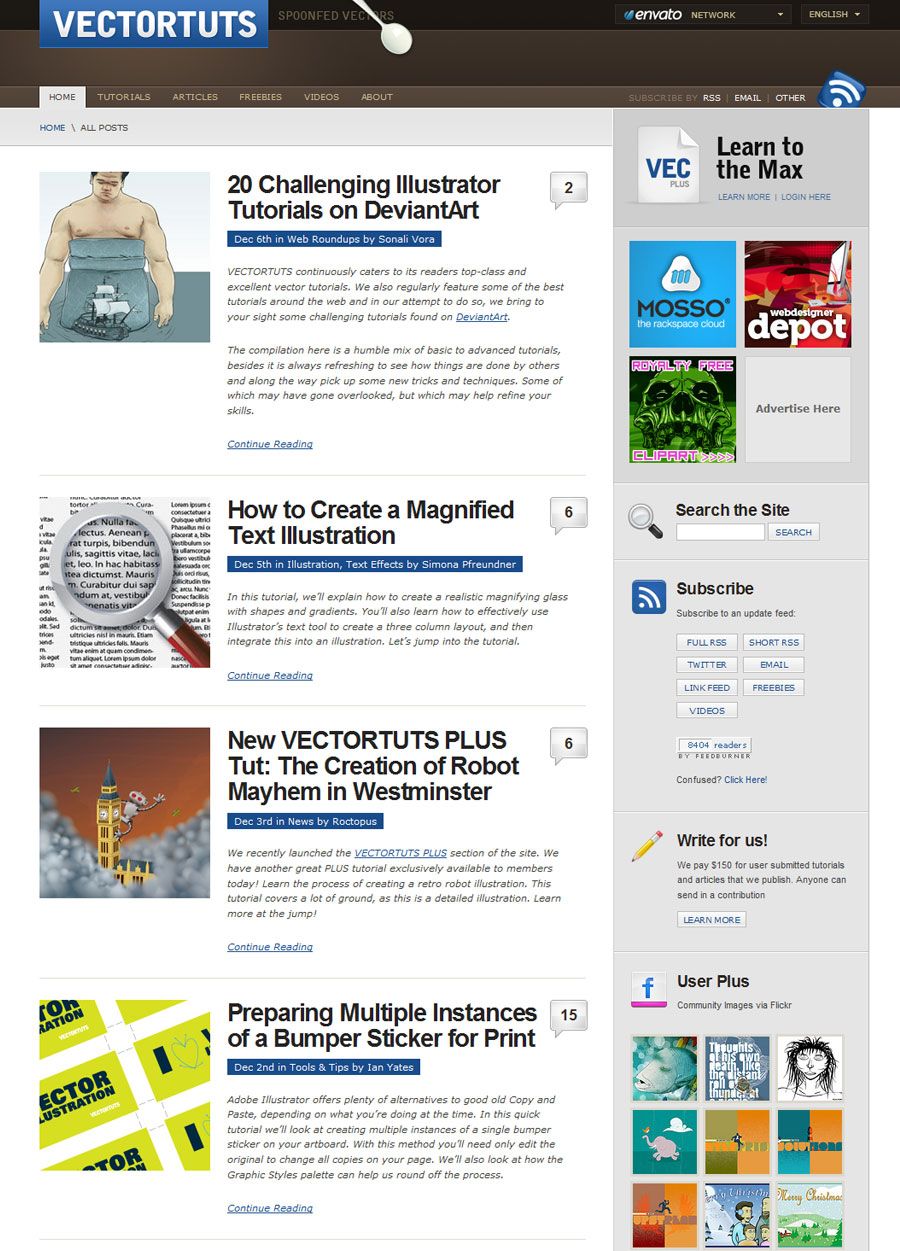 VECTORTUTS
SPOONFED VECTORS
envato NETWORK
ENGLISH
HOME TUTORIALS ARTICLES FREEBIES VIDEOS ABOUT
SUBSCRIBE BY RSS | EMAIL | OTHER
HOME \ ALL POSTS
20 Challenging Illustrator
Tutorials on DeviantArt
2
Dec 6th in Web Roundups by Sonali Vora
VECTORTUTS continuously caters to its readers top-class and
excellent vector tutorials. We also regularly feature some of the best
tutorials around the web and in our attempt to do so, we bring to
your sight some challenging tutorials found on DeviantArt.
The compilation here is a humble mix of basic to advanced tutorials,
besides it is always refreshing to see how things are done by others
and along the way pick up some new tricks and techniques. Some of
which may have gone overlooked, but which may help refine your
skills.
Continue Reading
How to Create a Magnified
Text Illustration
6
Dec 5th in Illustration, Text Effects by Simona Pfreundner
In this tutorial, we'll explain how to create a realistic magnifying glass
with shapes and gradients. You'll also learn how to effectively use
Illustrator's text tool to create a three column layout, and then
integrate this into an illustration. Let's jump into the tutorial.
Continue Reading
New VECTORTUTS PLUS
Tut: The Creation of Robot
Mayhem in Westminster
6
Dec 3rd in News by Roctopus
We recently launched the VECTORTUTS PLUS section of the site. We
have another great PLUS tutorial exclusively available to members
today! Learn the process of creating a retro robot illustration. This
tutorial covers a lot of ground, as this is a detailed illustration. Learn
more at the jump!
Continue Reading
VECTOR
ILLUSTRATION
VECTORTUTS
Preparing Multiple Instances
of a Bumper Sticker for Print
15
Dec 2nd in Tools & Tips by Ian Yates
Adobe Illustrator offers plenty of alternatives to good old Copy and
Paste, depending on what you're doing at the time. In this quick
tutorial we'll look at creating multiple instances of a single bumper
sticker on your artboard. With this method you'll need only edit the
original to change all copies on your page. We'll also look at how the
Graphic Styles palette can help us round off the process.
Continue Reading
VEC
PLUS
Learn to
the Max
LEARN MORE | LOGIN HERE
MOSSO
the rackspace cloud
webdesigner
depot
ROYALTY FREE
CLIPART >>>>
Advertise Here
Search the Site
SEARCH
Subscribe
Subscribe to an update feed:
FULL RSS SHORT RSS
TWITTER EMAIL
LINK FEED FREEBIES
VIDEOS
8404 readers
BY FEEDBURNER
Confused? Click Here!
Write for us!
We pay $150 for user submitted tutorials
and articles that we publish. Anyone can
send in a contribution
LEARN MORE
f
User Plus
Community Images via Flickr
Thoughts
of his own
death, like
the distant
roll of
thunder at
Merry Christmas